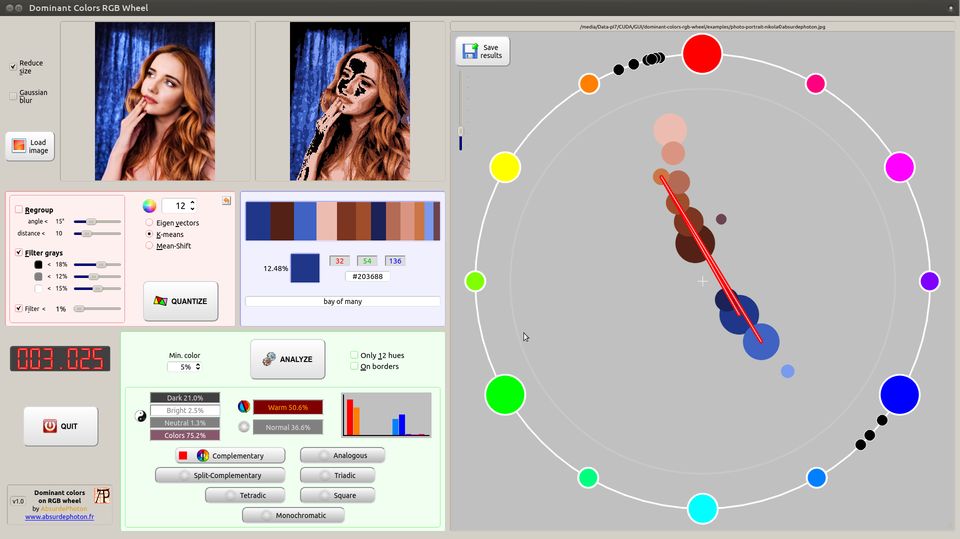 Dominant Colors RGB Wheel
Reduce
size
Gaussian
blur
Load
image
/media/Data-pl7/CUDA/GUI/dominant-colors-rgb-wheel/examples/photo-portrait-nikola@absurdephoton.jpg
Save
results
Regroup
angle < 15°
distance < 10
Filter grays
< 18%
< 12%
< 15%
Filter < 1%
12
Eigen vectors
K-means
Mean-Shift
QUANTIZE
12.48%
32 54 136
#203688
bay of many
003.025
QUIT
v1.0
Dominant colors
on RGB wheel
by AbsurdePhoton
www.absurdephoton.fr
Min. color
5%
ANALYZE
Only 12 hues
On borders
Dark 21.0%
Bright 2.5%
Neutral 1.3%
Colors 75.2%
Warm 50.6%
Normal 36.6%
Complementary
Analogous
Split-Complementary
Triadic
Tetradic
Square
Monochromatic